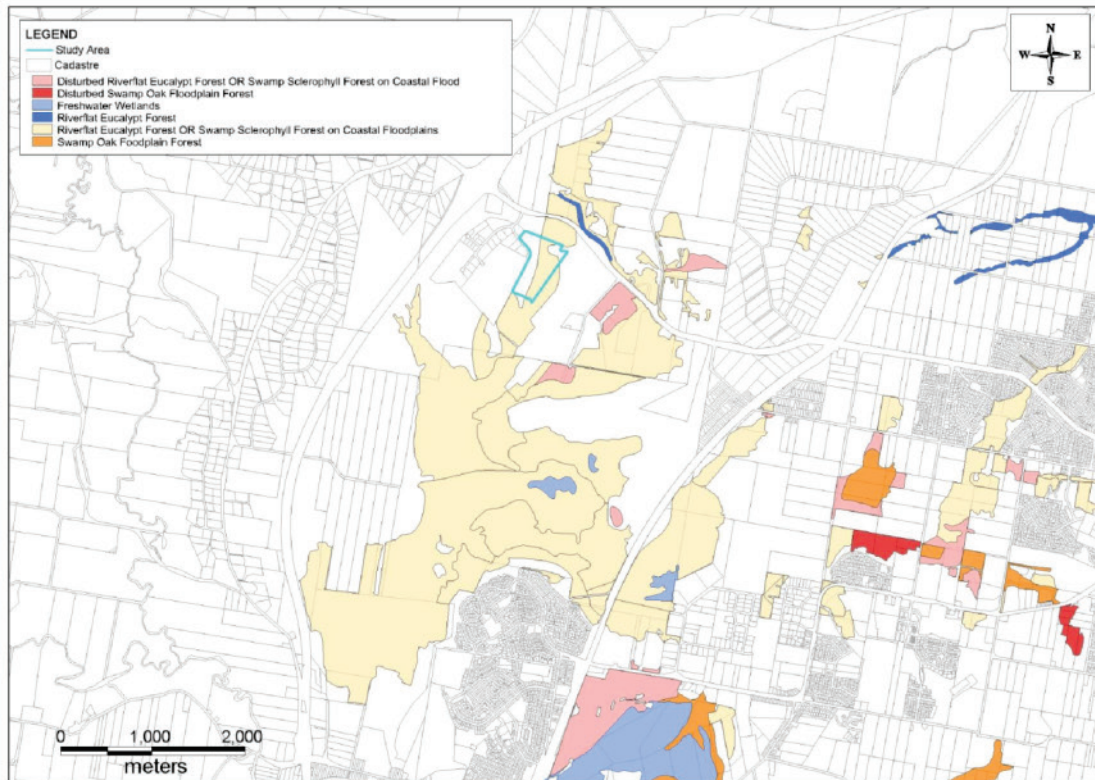 LEGEND
Study Area
Cadastre
Disturbed Riverflat Eucalypt Forest OR Swamp Sclerophyll Forest on Coastal Flood
Disturbed Swamp Oak Floodplain Forest
Freshwater Wetlands
Riverflat Eucalypt Forest
Riverflat Eucalypt Forest OR Swamp Sclerophyll Forest on Coastal Floodplains
Swamp Oak Foodplain Forest
N
W E
S
0 1,000 2,000
meters